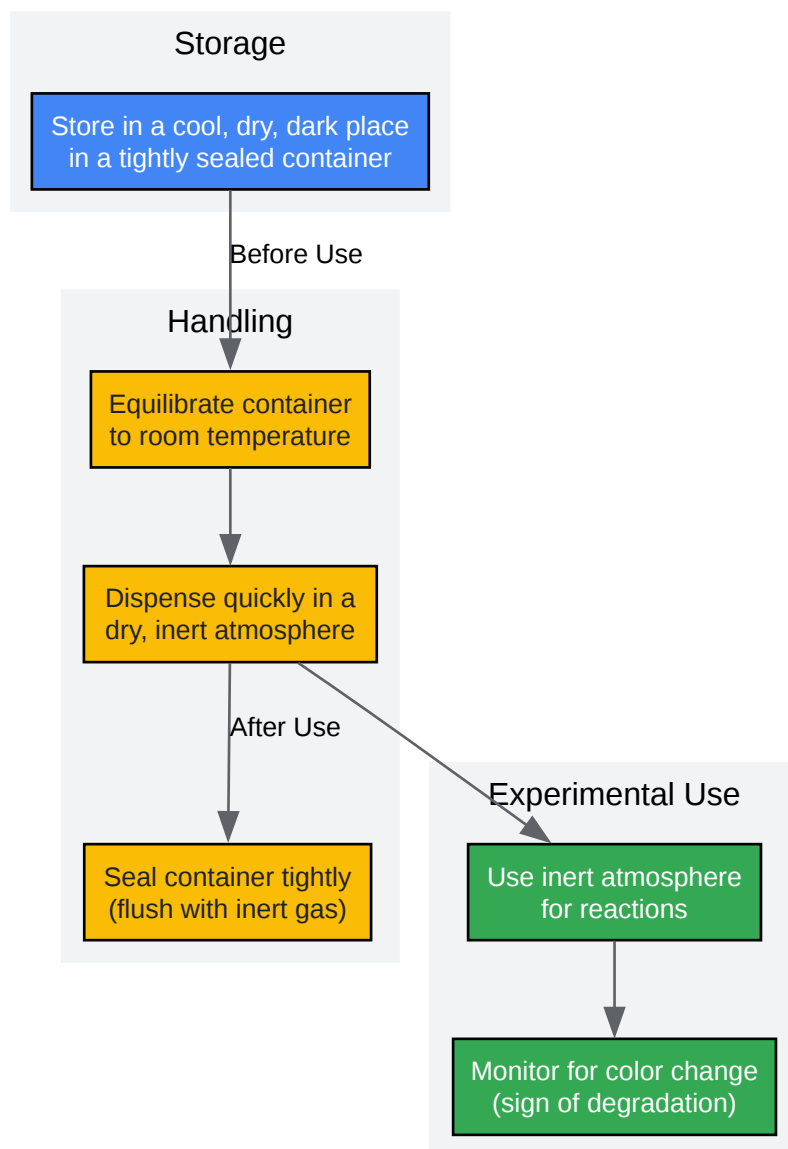 Storage
Store in a cool, dry, dark place
in a tightly sealed container
Before Use
Handling
Equilibrate container
to room temperature
Dispense quickly in a
dry, inert atmosphere
After Use
Seal container tightly
(flush with inert gas)
Experimental Use
Use inert atmosphere
for reactions
Monitor for color change
(sign of degradation)